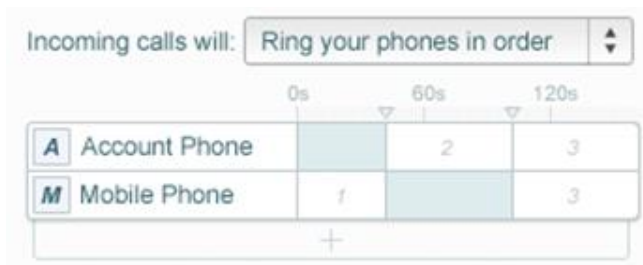 Incoming calls will: Ring your phones in order
0s 60s 120s
A Account Phone 2 3
M Mobile Phone 1 3
+